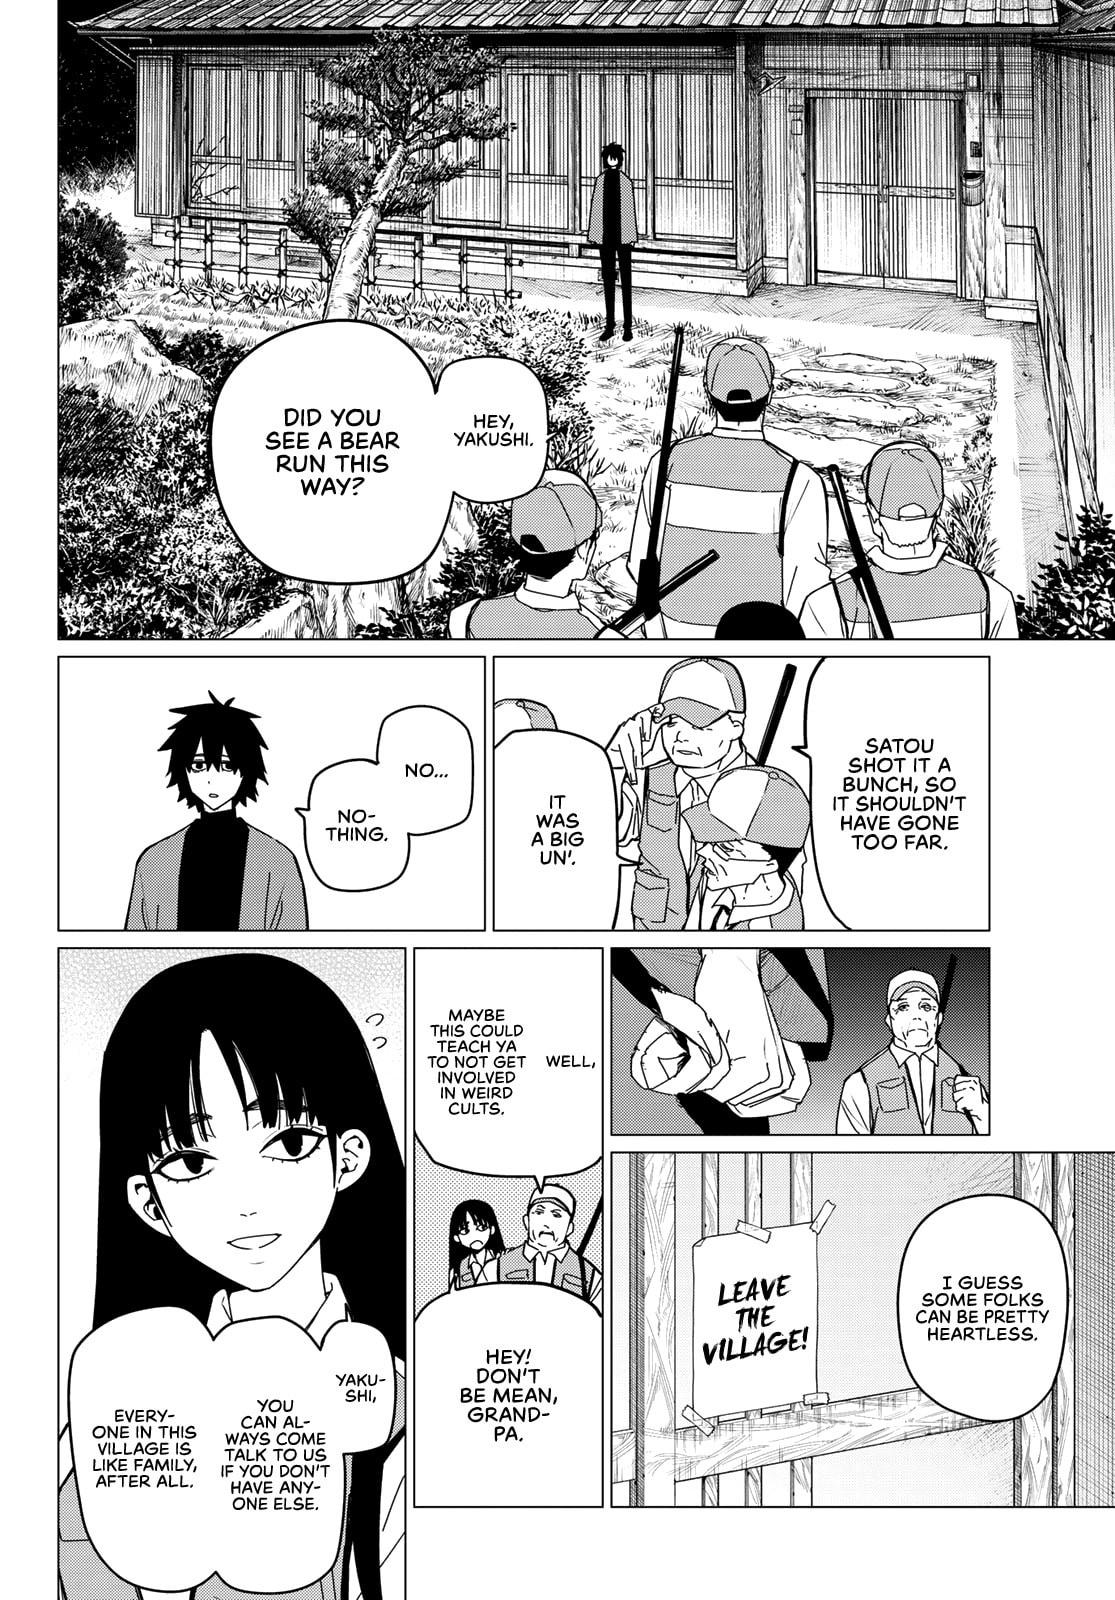 HEY,
YAKUSHI.
DID YOU
SEE A BEAR
RUN THIS
WAY?
SATOU
SHOT IT A
BUNCH, SO
IT SHOULDN'T
HAVE GONE
TOO FAR.
IT
WAS
A BIG
UN'.
NO...
NO-
THING.
I GUESS
SOME FOLKS
CAN BE PRETTY
HEARTLESS.
LEAVE
THE
VILLAGE!
WELL,
MAYBE
THIS COULD
TEACH YA
TO NOT GET
INVOLVED
IN WEIRD
CULTS.
HEY!
DON'T
BE MEAN,
GRAND-
PA.
YAKU-
SHI,
YOU
CAN AL-
WAYS COME
TALK TO US
IF YOU DON'T
HAVE ANY-
ONE ELSE.
EVERY-
ONE IN THIS
VILLAGE IS
LIKE FAMILY,
AFTER ALL.